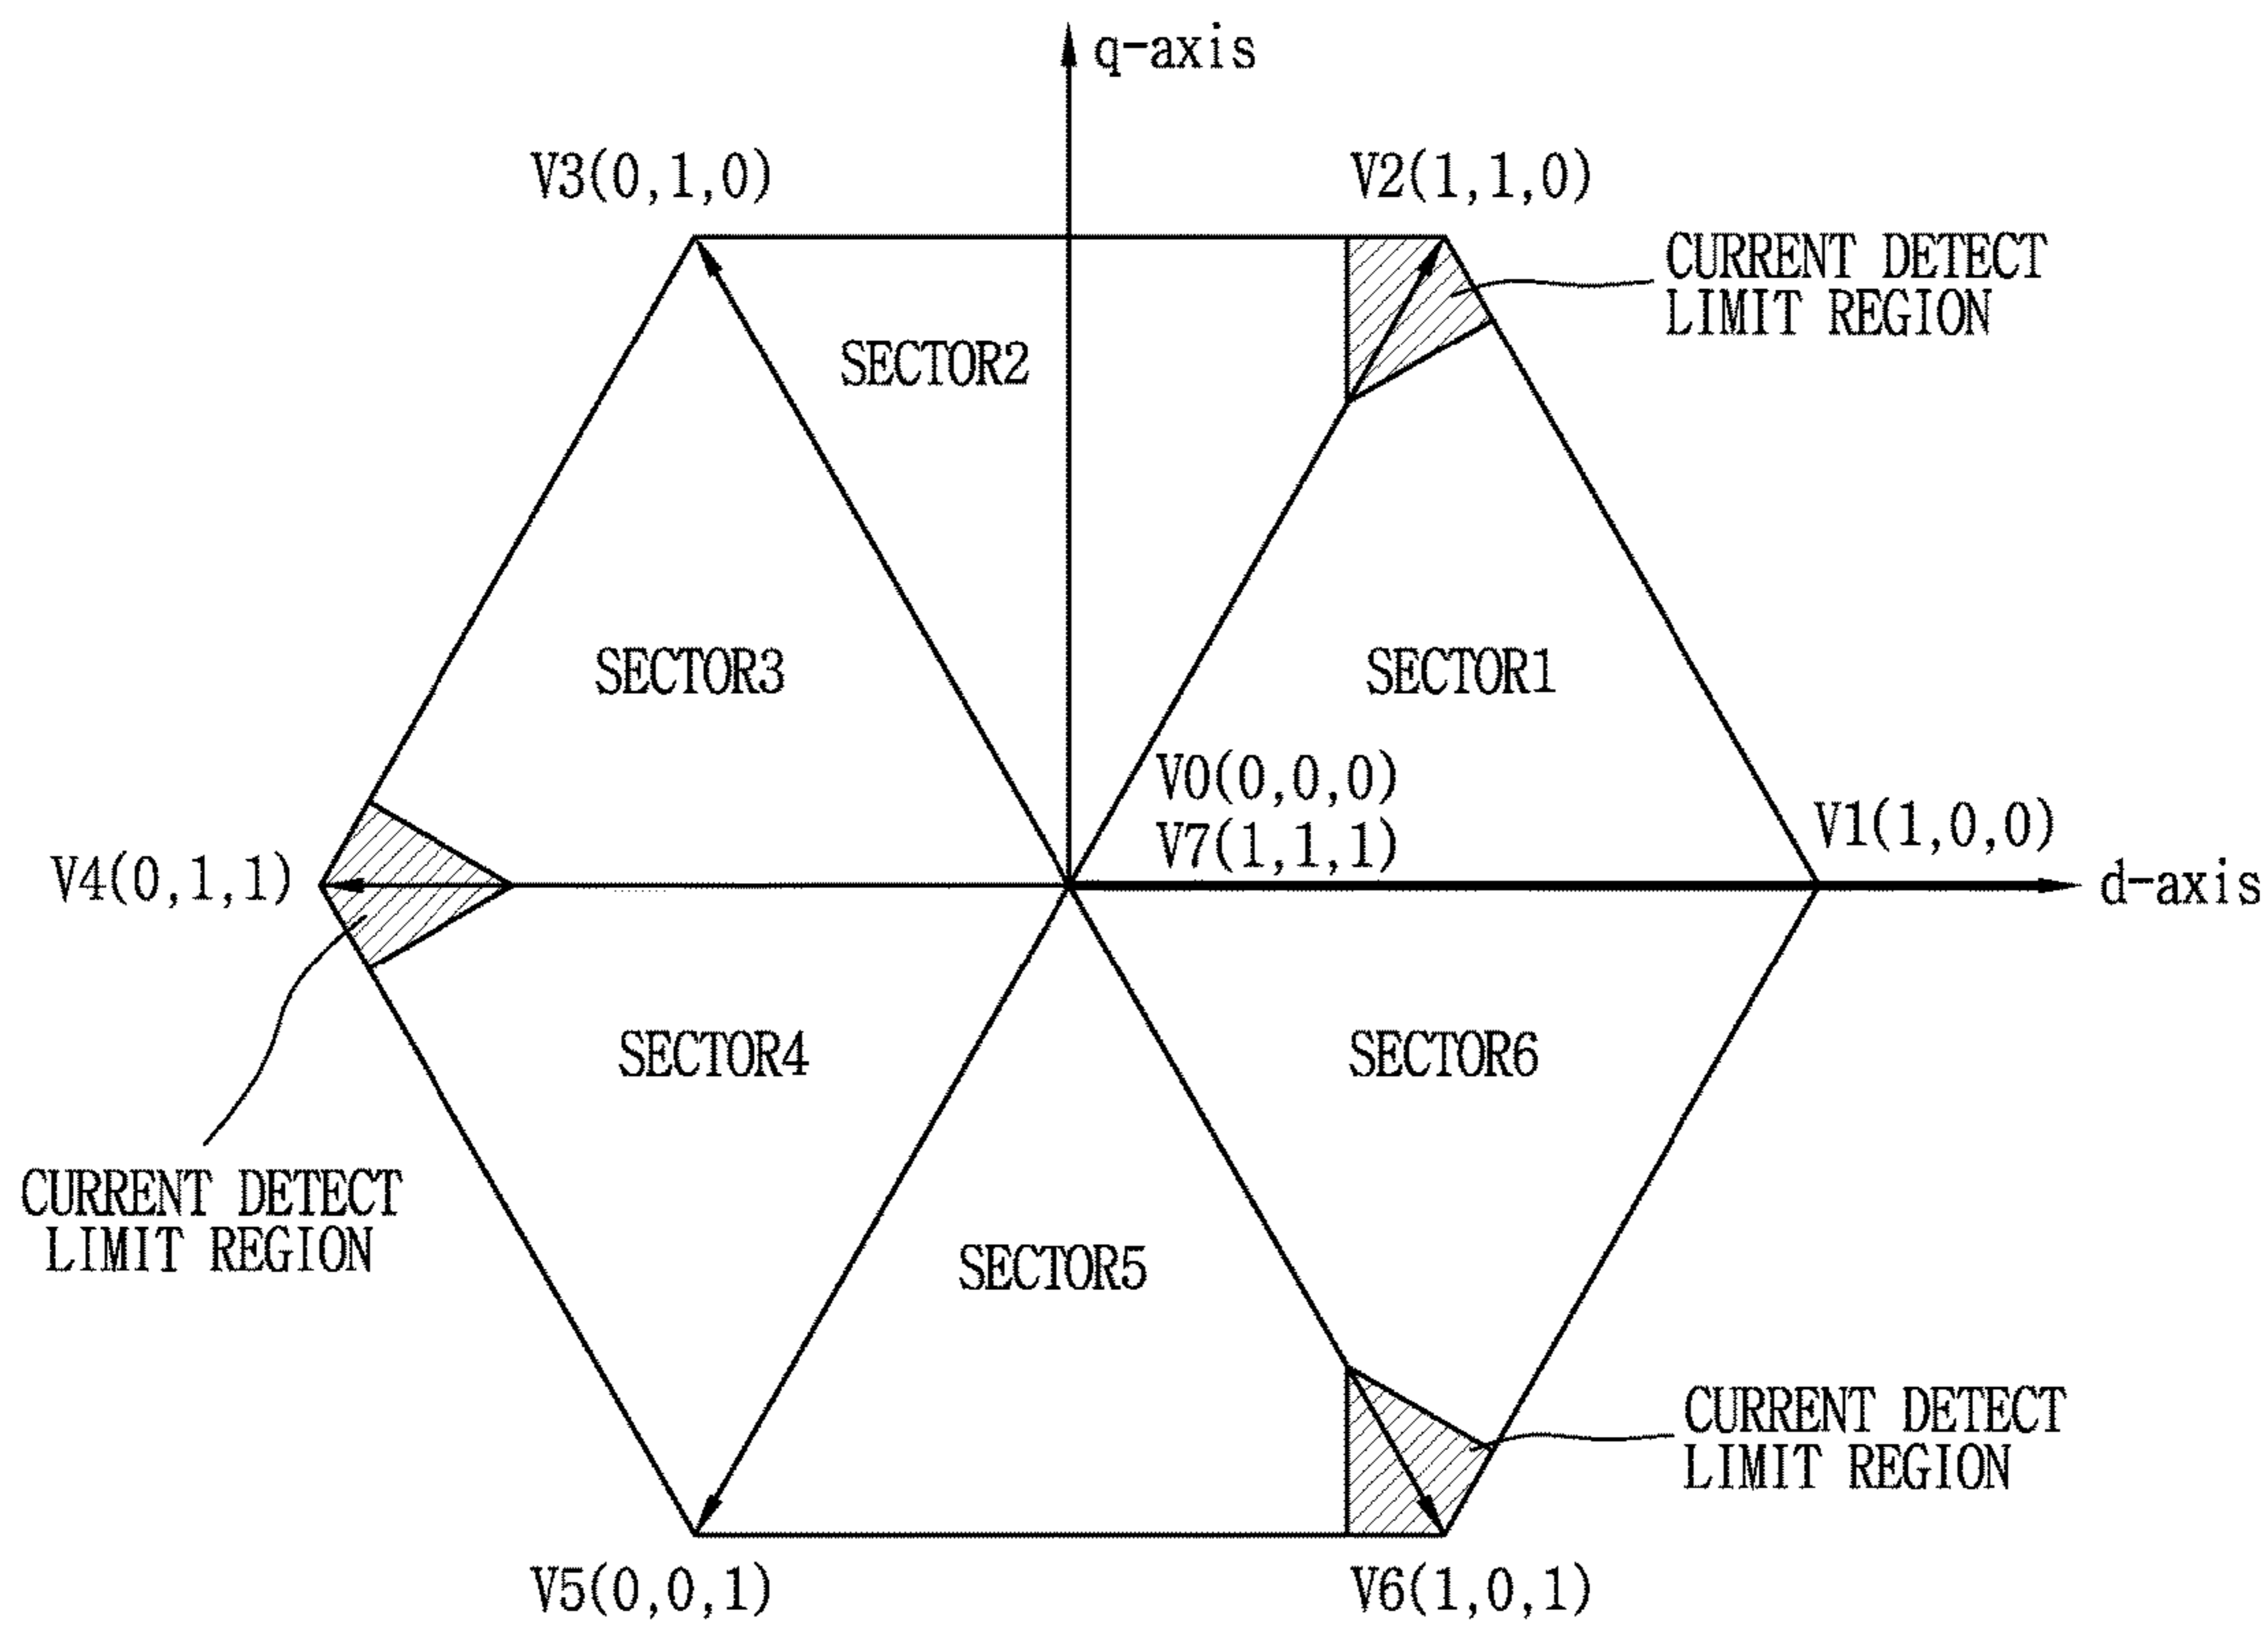 q-axis
V3(0,1,0)
V2(1,1,0)
CURRENT DETECT
LIMIT REGION
SECTOR2
SECTOR3
SECTOR1
V0(0,0,0)
V7(1,1,1)
V1(1,0,0)
V4(0,1,1)
d-axis
SECTOR4
SECTOR6
CURRENT DETECT
LIMIT REGION
SECTOR5
CURRENT DETECT
LIMIT REGION
V5(0,0,1)
V6(1,0,1)